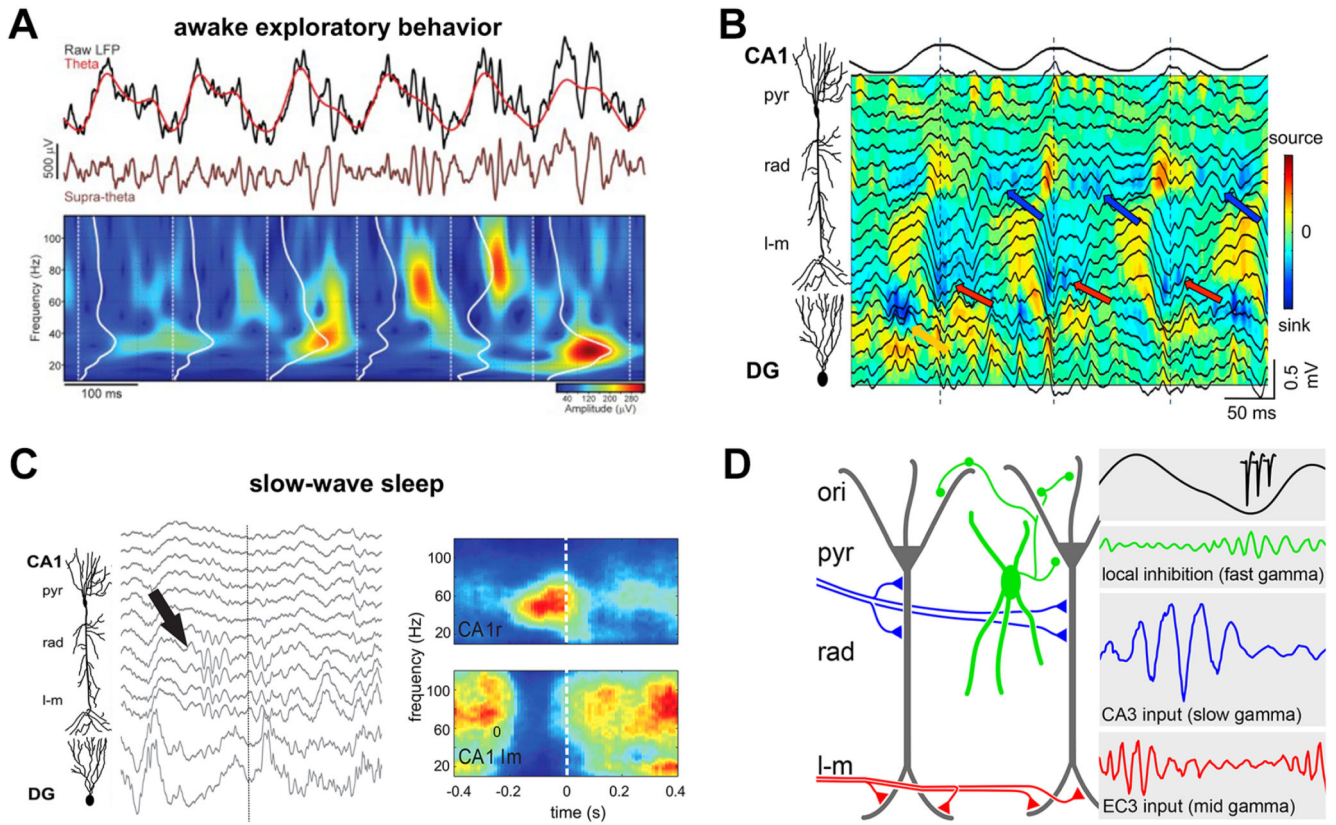 A
awake exploratory behavior
Raw LFP
Theta
500 µV
Supra-theta
Frequency (Hz)
100
80
60
40
20
100 ms
40 120 200 280
Amplitude (µV)
B
CA1
pyr
rad
l-m
DG
source
0
sink
0.5 mV
50 ms
C
slow-wave sleep
CA1
pyr
rad
l-m
DG
frequency (Hz)
100
60
20
CA1r
100
60
20
0
CA1 lm
-0.4 -0.2 0 0.2 0.4
time (s)
D
ori
pyr
rad
l-m
local inhibition (fast gamma)
CA3 input (slow gamma)
EC3 input (mid gamma)